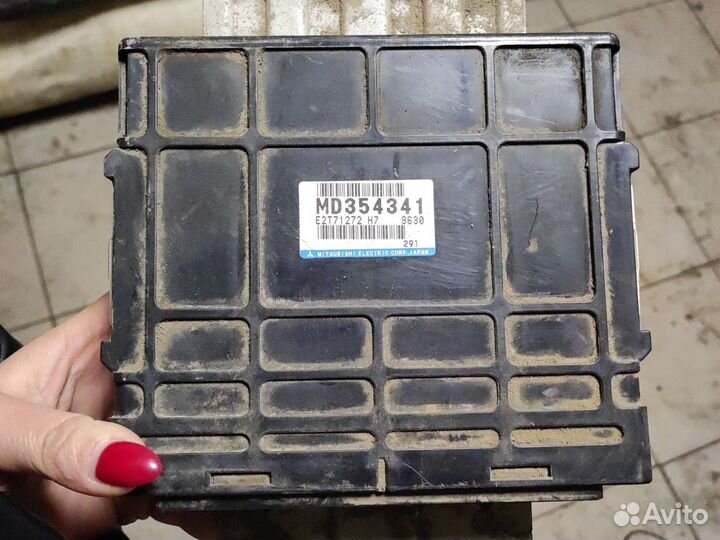 MD354341
E2T71272 H7 9630
291
MITSUBISHI ELECTRIC CORP. JAPAN
Avito